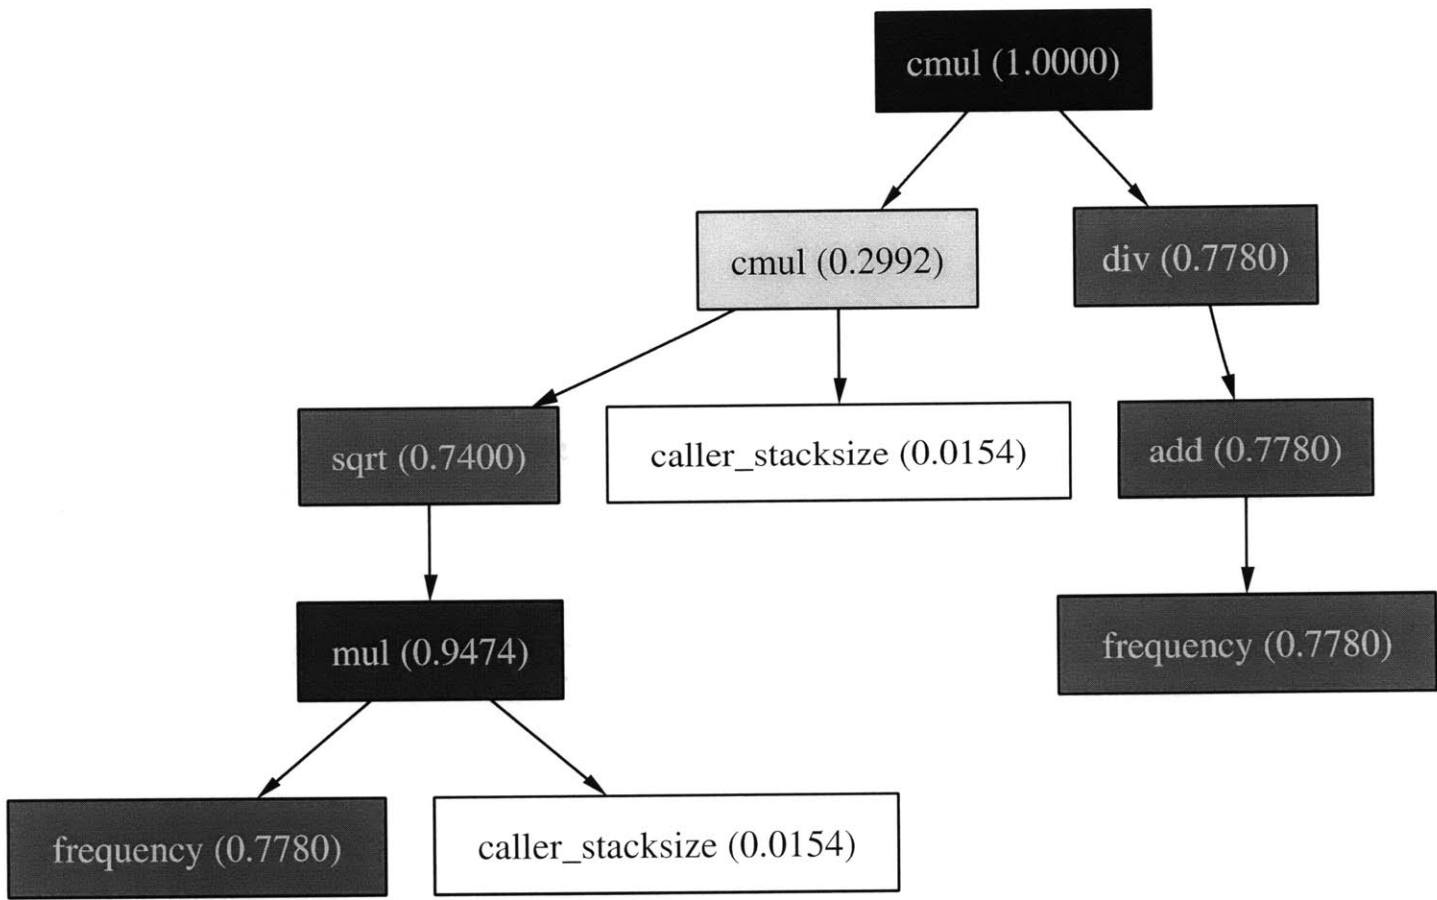 cmul (1.0000)
cmul (0.2992)
div (0.7780)
sqrt (0.7400)
caller_stacksize (0.0154)
add (0.7780)
mul (0.9474)
frequency (0.7780)
frequency (0.7780)
caller_stacksize (0.0154)